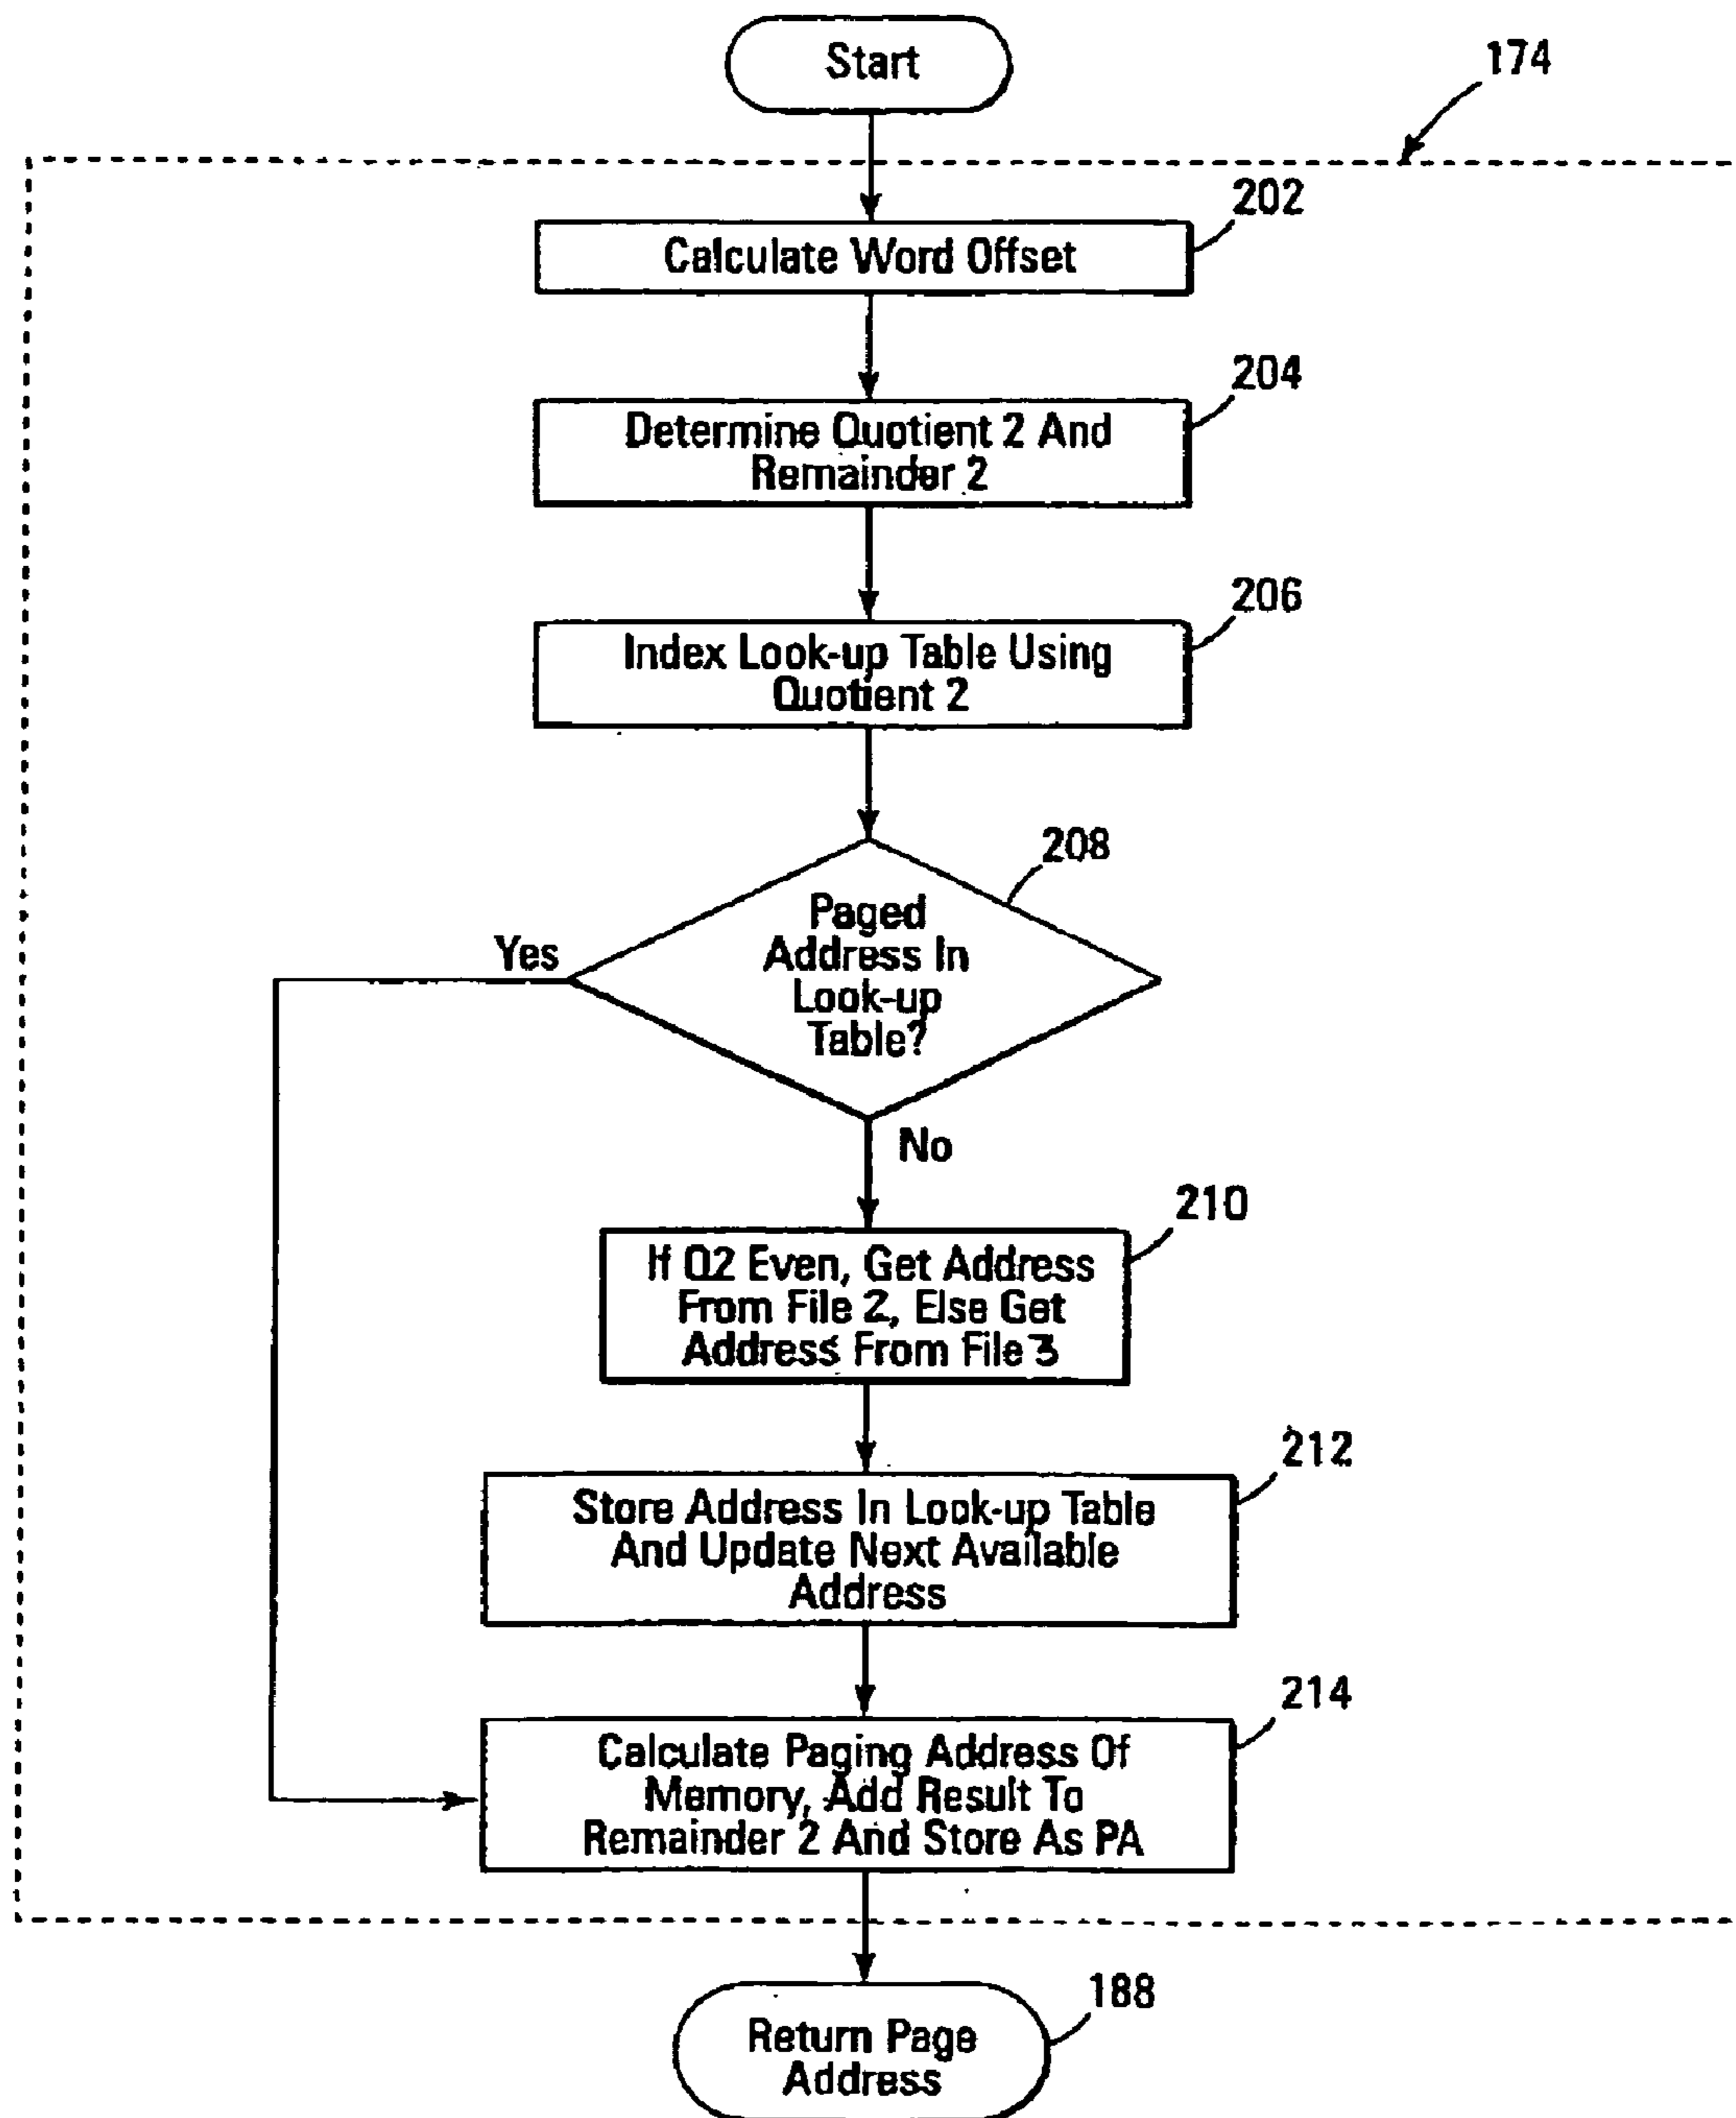 Start
174
202
Calculate Word Offset
204
Determine Quotient 2 And
Remainder 2
206
Index Look-up Table Using
Quotient 2
208
Paged
Address In
Look-up
Table?
Yes
No
210
If Q2 Even, Get Address
From File 2, Else Get
Address From File 3
212
Store Address In Look-up Table
And Update Next Available
Address
214
Calculate Paging Address Of
Memory, Add Result To
Remainder 2 And Store As PA
188
Return Page
Address